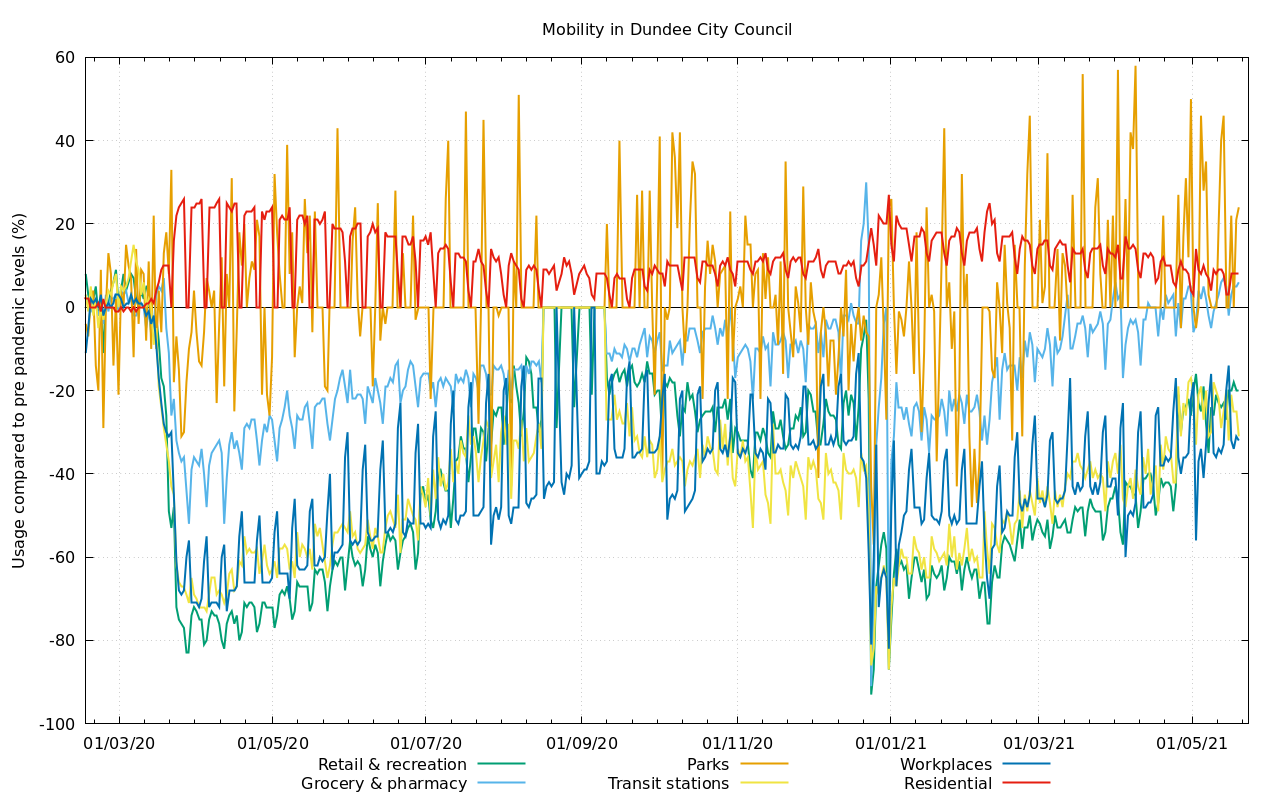 Mobility in Dundee City Council
Usage compared to pre pandemic levels (%)
60
40
20
0
-20
-40
-60
-80
-100
01/03/20 01/05/20 01/07/20 01/09/20 01/11/20 01/01/21 01/03/21 01/05/21
Retail & recreation Parks Workplaces
Grocery & pharmacy Transit stations Residential